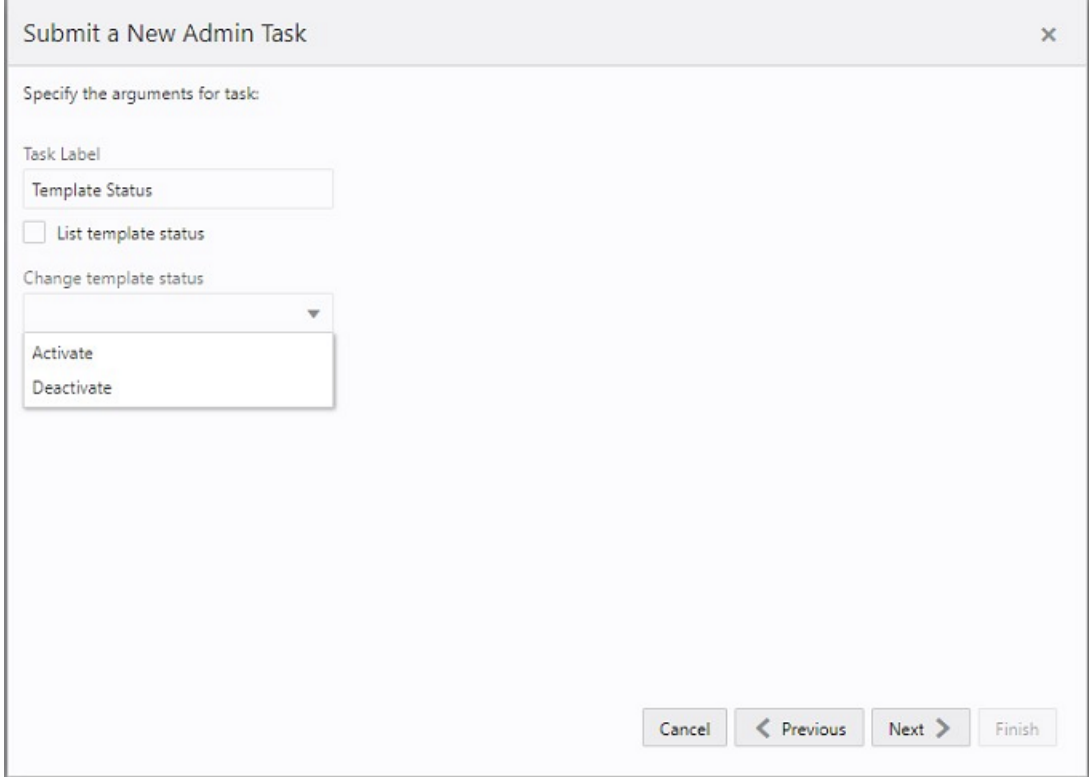 Submit a New Admin Task
Specify the arguments for task:
Task Label
Template Status
List template status
Change template status
Activate
Deactivate
Cancel
Previous
Next
Finish